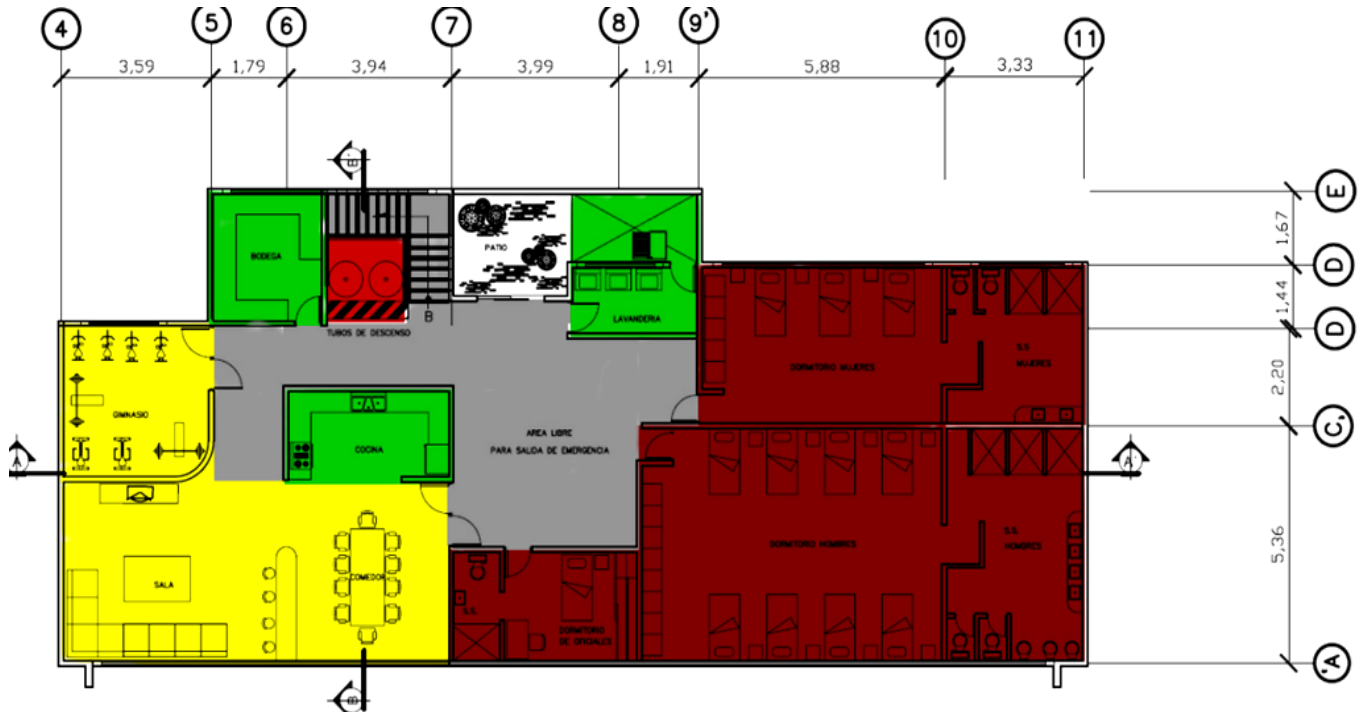 4
5
6
7
8
9'
10
11
3,59
1,79
3,94
3,99
1,91
5,88
3,33
B
E
1,67
D
1,44
D
2,20
C,
5,36
'A
BODEGA
PATIO
B
LAVANDERIA
TUBOS DE DESCENSO
GIMNASIO
COCINA
AREA LIBRE
PARA SALIDA DE EMERGENCIA
DORMITORIO MUJERES
S.S
MUJERES
A
A
SALA
COMEDOR
S.S.
DORMITORIO
DE OFICIALES
DORMITORIO HOMBRES
S.S.
HOMBRES
B